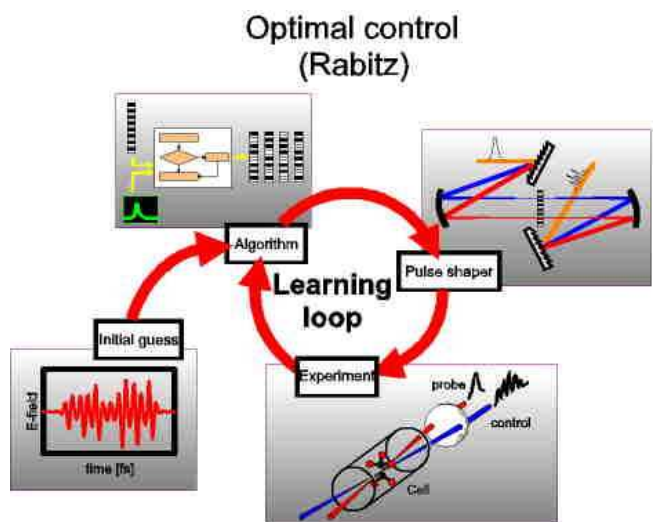 Optimal control
(Rabitz)
Algorithm
Pulse shaper
Learning
loop
Initial guess
Experiment
probe
control
E-field
Cell
time [fs]